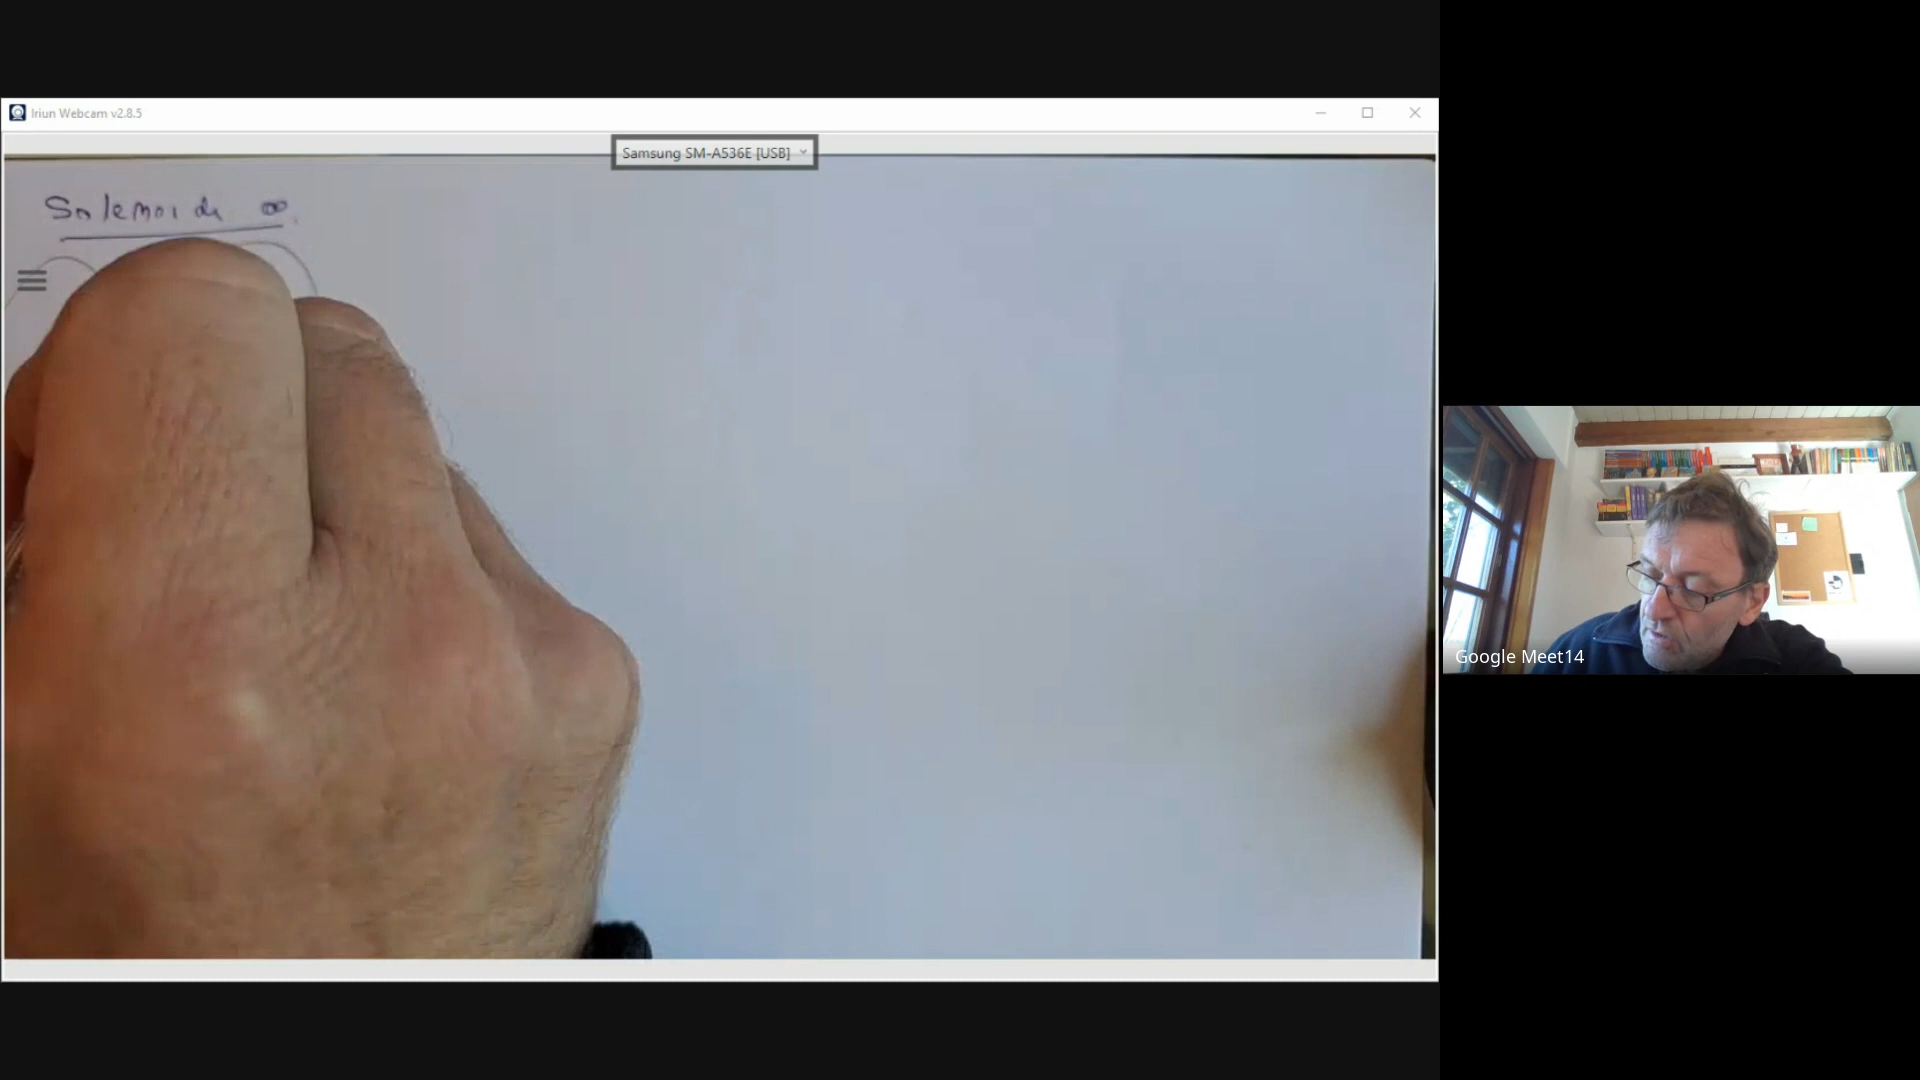 Iriun Webcam v2.8.5
Samsung SM-A536E [USB]
Solenoide ∞.
Google Meet14